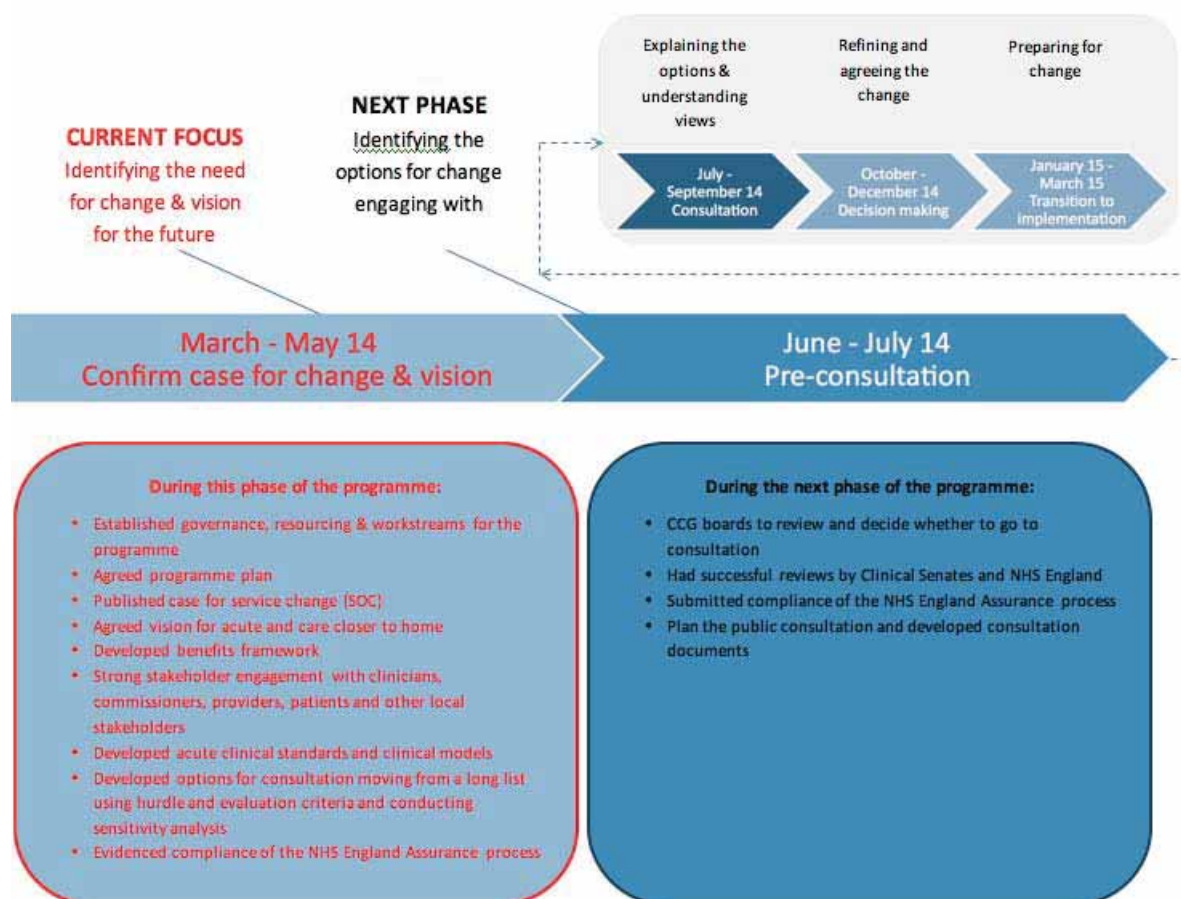 Explaining the
options &
understanding
views
Refining and
agreeing the
change
Preparing for
change
NEXT PHASE
Identifying the
options for change
engaging with
CURRENT FOCUS
Identifying the need
for change & vision
for the future
July -
September 14
Consultation
October -
December 14
Decision making
January 15 -
March 15
Transition to
implementation
March - May 14
Confirm case for change & vision
June - July 14
Pre-consultation
During this phase of the programme:
• Established governance, resourcing & workstreams for the
programme
• Agreed programme plan
• Published case for service change (SOC)
• Agreed vision for acute and care closer to home
• Developed benefits framework
• Strong stakeholder engagement with clinicians,
commissioners, providers, patients and other local
stakeholders
• Developed acute clinical standards and clinical models
• Developed options for consultation moving from a long list
using hurdle and evaluation criteria and conducting
sensitivity analysis
• Evidenced compliance of the NHS England Assurance process
During the next phase of the programme:
• CCG boards to review and decide whether to go to
consultation
• Had successful reviews by Clinical Senates and NHS England
• Submitted compliance of the NHS England Assurance process
• Plan the public consultation and developed consultation
documents